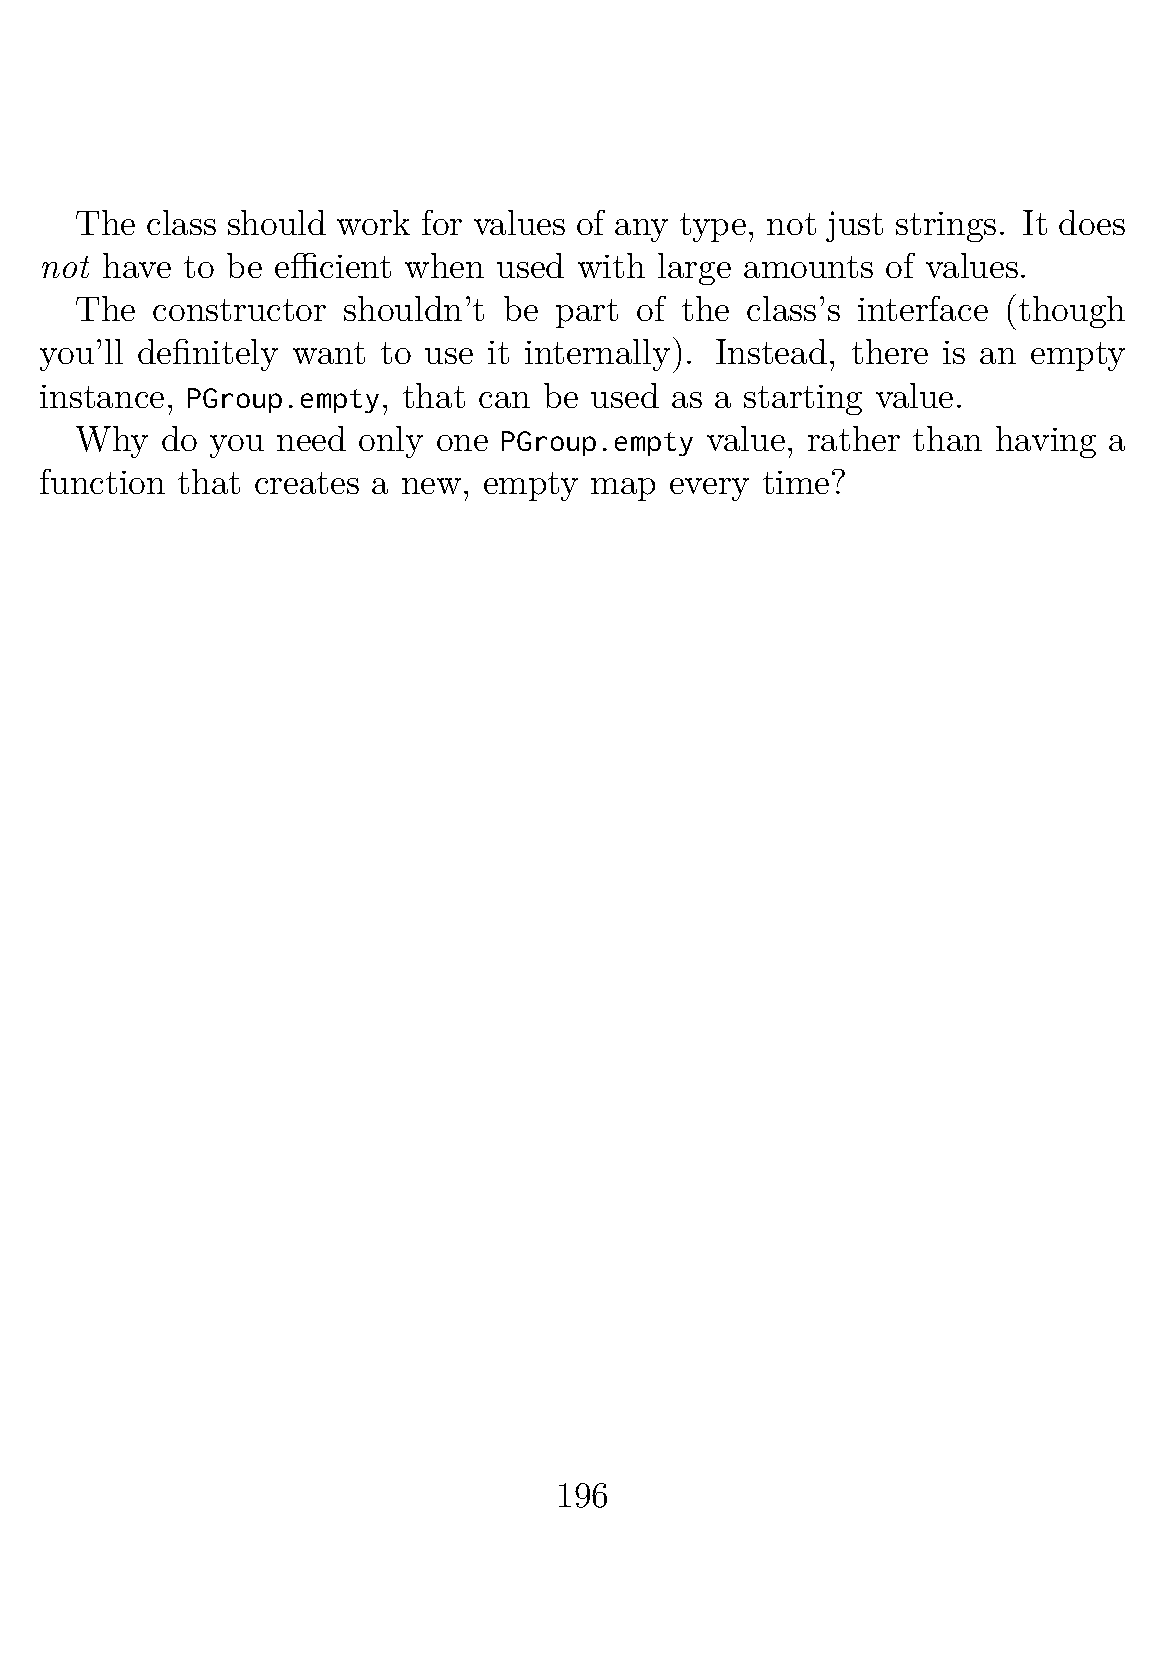 The class should work for values of any type, not just strings. It does
not have to be efficient when used with large amounts of values.
The constructor shouldn't be part of the class's interface (though
you'll definitely want to use it internally). Instead, there is an empty
instance, PGroup.empty, that can be used as a starting value.
Why do you need only one PGroup.empty value, rather than having a
function that creates a new, empty map every time?
196